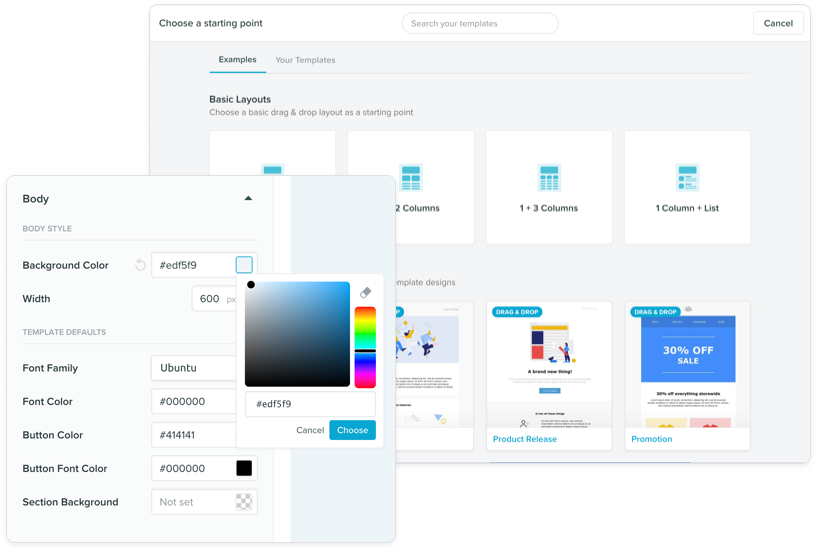 Choose a starting point
Search your templates
Cancel
Examples
Your Templates
Basic Layouts
Choose a basic drag & drop layout as a starting point
2 Columns
1 + 3 Columns
1 Column + List
template designs
DRAG & DROP
A brand new thing!
Product Release
DRAG & DROP
30% OFF
SALE
30% off everything storewide
Promotion
Body
BODY STYLE
Background Color
#edf5f9
Width
600 px
TEMPLATE DEFAULTS
Font Family
Ubuntu
Font Color
#000000
Button Color
#414141
Button Font Color
#000000
Section Background
Not set
#edf5f9
Cancel
Choose